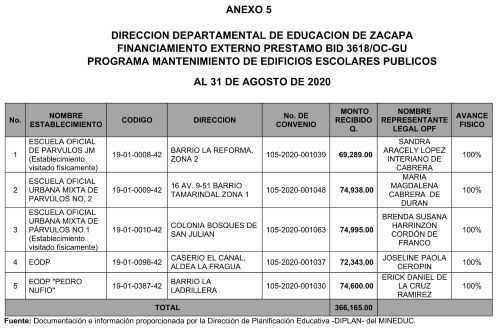 ANEXO 5
DIRECCION DEPARTAMENTAL DE EDUCACION DE ZACAPA
FINANCIAMIENTO EXTERNO PRESTAMO BID 3618/OC-GU
PROGRAMA MANTENIMIENTO DE EDIFICIOS ESCOLARES PUBLICOS
AL 31 DE AGOSTO DE 2020
No. NOMBRE ESTABLECIMIENTO CODIGO DIRECCION No. DE CONVENIO MONTO RECIBIDO Q. NOMBRE REPRESENTANTE LEGAL OPF AVANCE FISICO
1 ESCUELA OFICIAL DE PARVULOS JM (Establecimiento visitado físicamente) 19-01-0008-42 BARRIO LA REFORMA, ZONA 2 105-2020-001039 69,289.00 SANDRA ARACELY LOPEZ INTERIANO DE CABRERA 100%
2 ESCUELA OFICIAL URBANA MIXTA DE PARVULOS NO. 2 19-01-0009-42 16 AV. 9-51 BARRIO TAMARINDAL ZONA 1 105-2020-001048 74,938.00 MARIA MAGDALENA CABRERA DE DURAN 100%
3 ESCUELA OFICIAL URBANA MIXTA DE PÁRVULOS NO.1 (Establecimiento visitado físicamente) 19-01-0010-42 COLONIA BOSQUES DE SAN JULIAN 105-2020-001063 74,995.00 BRENDA SUSANA HARRINZON CORDÓN DE FRANCO 100%
4 EODP 19-01-0098-42 CASERIO EL CANAL, ALDEA LA FRAGUA 105-2020-001037 72,343.00 JOSELINE PAOLA CEROPIN 100%
5 EODP "PEDRO NUFIO" 19-01-0387-42 BARRIO LA LADRILLERA 105-2020-001030 74,600.00 ERICK DANIEL DE LA CRUZ RAMIREZ 100%
TOTAL 366,165.00
Fuente: Documentación e información proporcionada por la Dirección de Planificación Educativa -DIPLAN- del MINEDUC.